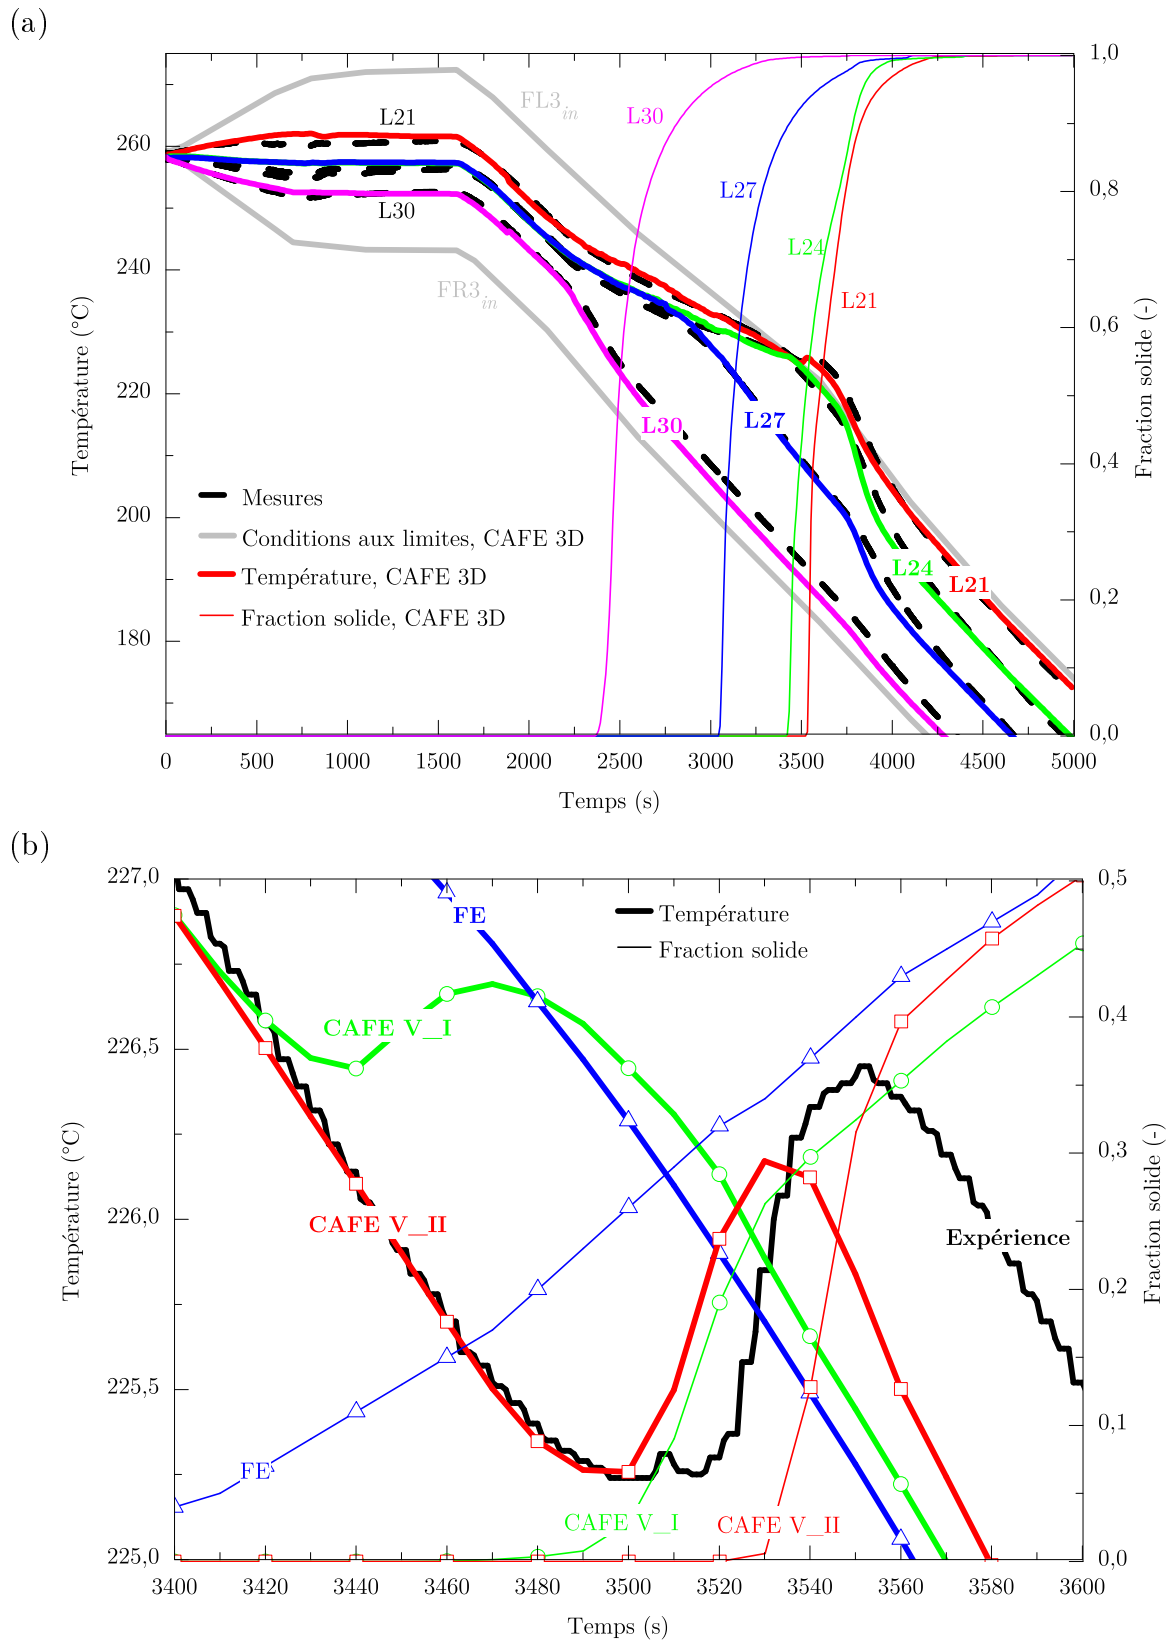 (a)
1,0
FL3in
L21
L30
260
L27
0,8
L30
L24
240
FR3in
L21
0,6
Température (°C)
Fraction solide (-)
220
L30
L27
0,4
Mesures
200
Conditions aux limites, CAFE 3D
L24
L21
Température, CAFE 3D
0,2
Fraction solide, CAFE 3D
180
0,0
0 500 1000 1500 2000 2500 3000 3500 4000 4500 5000
Temps (s)
(b)
227,0
0,5
FE
Température
Fraction solide
CAFE V_I
0,4
226,5
0,3
Température (°C)
Fraction solide (-)
226,0
CAFE V_II
Expérience
0,2
225,5
0,1
FE
CAFE V_I
CAFE V_II
225,0
0,0
3400 3420 3440 3460 3480 3500 3520 3540 3560 3580 3600
Temps (s)